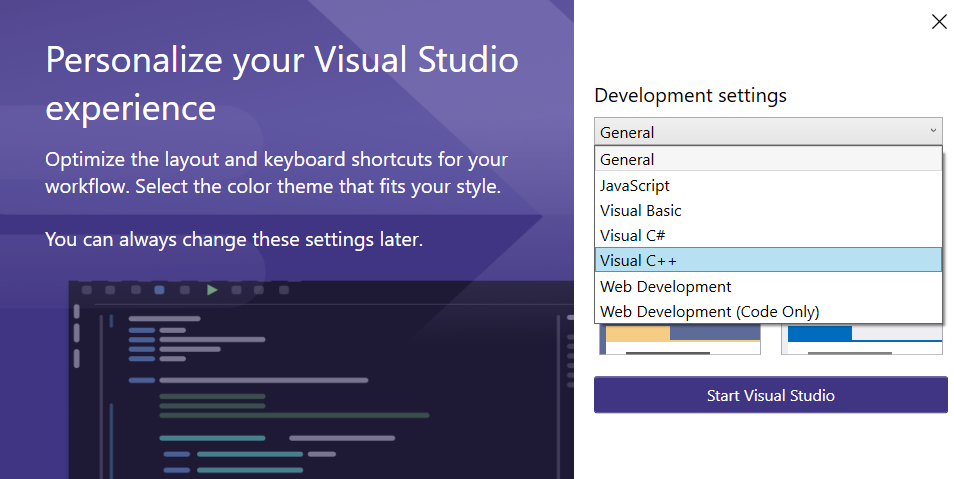 Personalize your Visual Studio
experience
Optimize the layout and keyboard shortcuts for your
workflow. Select the color theme that fits your style.
You can always change these settings later.
Development settings
General
General
JavaScript
Visual Basic
Visual C#
Visual C++
Web Development
Web Development (Code Only)
Start Visual Studio